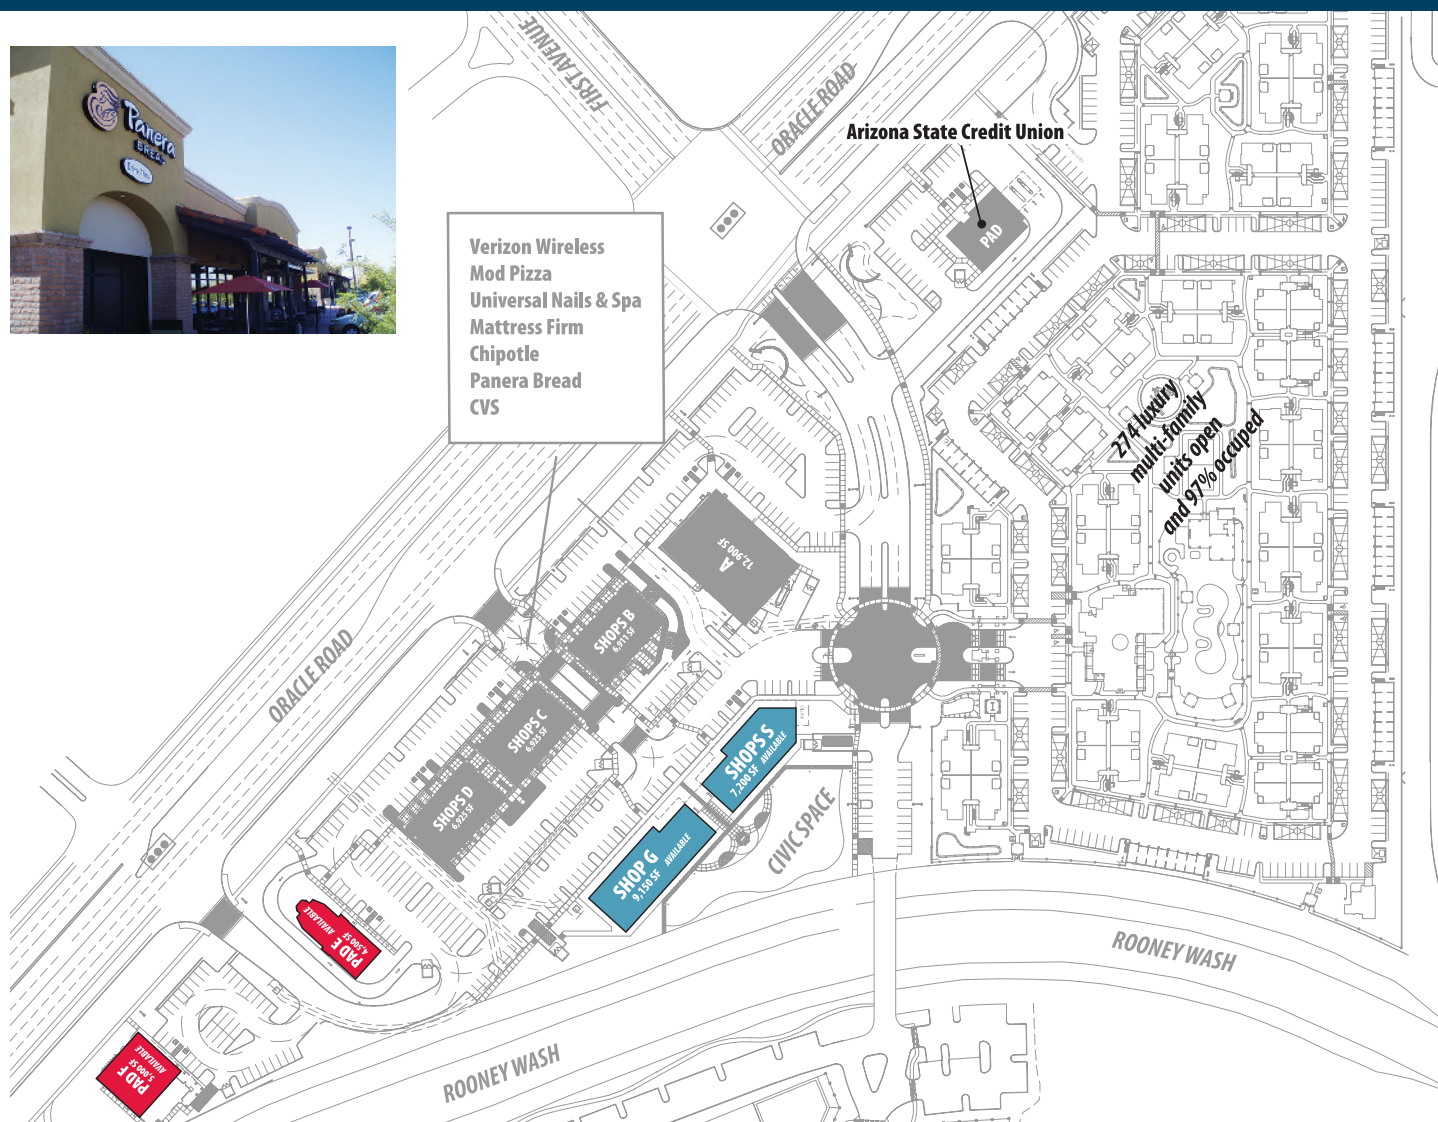 FIRST AVENUE
ORACLE ROAD
Arizona State Credit Union
PAD
Panera
BREAD
Verizon Wireless
Mod Pizza
Universal Nails & Spa
Mattress Firm
Chipotle
Panera Bread
CVS
274 luxury
multi-family
units open
and 97% occuped
A
12,900 SF
SHOPS B
6,911 SF
ORACLE ROAD
SHOPS C
6,925 SF
SHOPS D
6,925 SF
SHOPS S
7,200 SF AVAILABLE
SHOP G
9,150 SF AVAILABLE
CIVIC SPACE
PAD E
4,500 SF
AVAILABLE
PAD F
5,000 SF
AVAILABLE
ROONEY WASH
ROONEY WASH